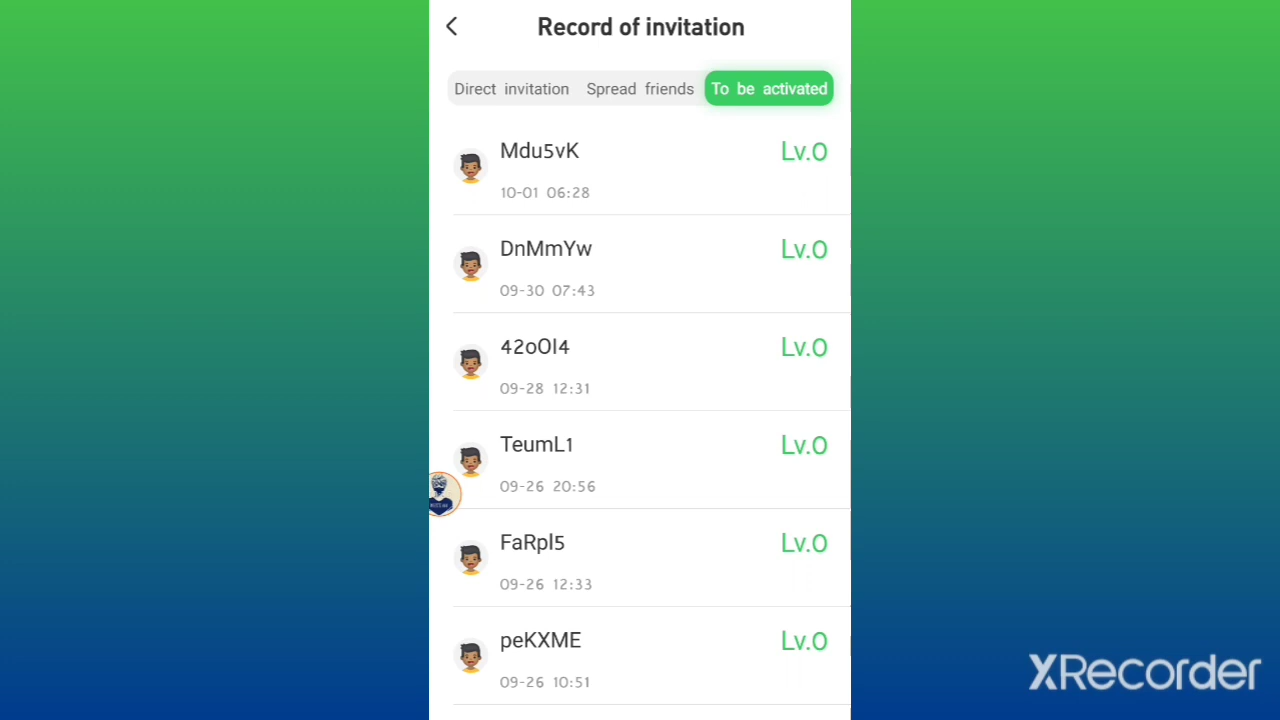 Record of invitation
Direct invitation Spread friends To be activated
Mdu5vK Lv.0
10-01 06:28
DnMmYw Lv.0
09-30 07:43
42oOl4 Lv.0
09-28 12:31
TeumL1 Lv.0
09-26 20:56
FaRpl5 Lv.0
09-26 12:33
peKXME Lv.0
09-26 10:51
XRecorder